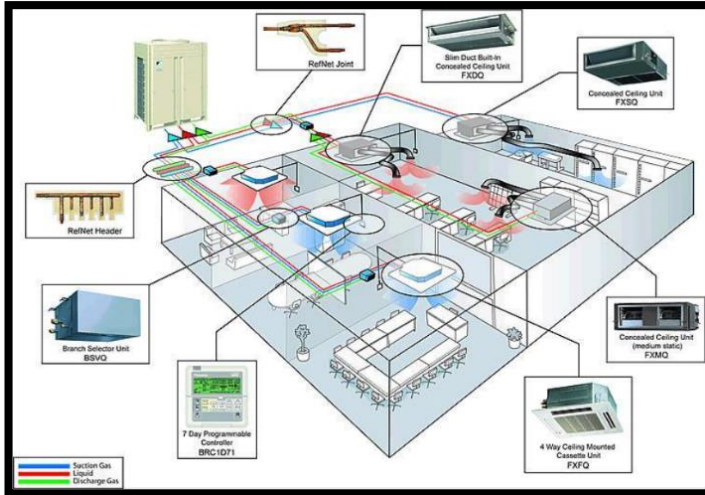 RefNet Joint
Slim Duct Built-In
Concealed Ceiling Unit
FXDQ
Concealed Ceiling Unit
FXSQ
RefNet Header
Branch Selector Unit
BSVQ
Concealed Ceiling Unit
(medium static)
FXMQ
7 Day Programmable
Controller
BRC1D71
4 Way Ceiling Mounted
Cassette Unit
FXFQ
Suction Gas
Liquid
Discharge Gas